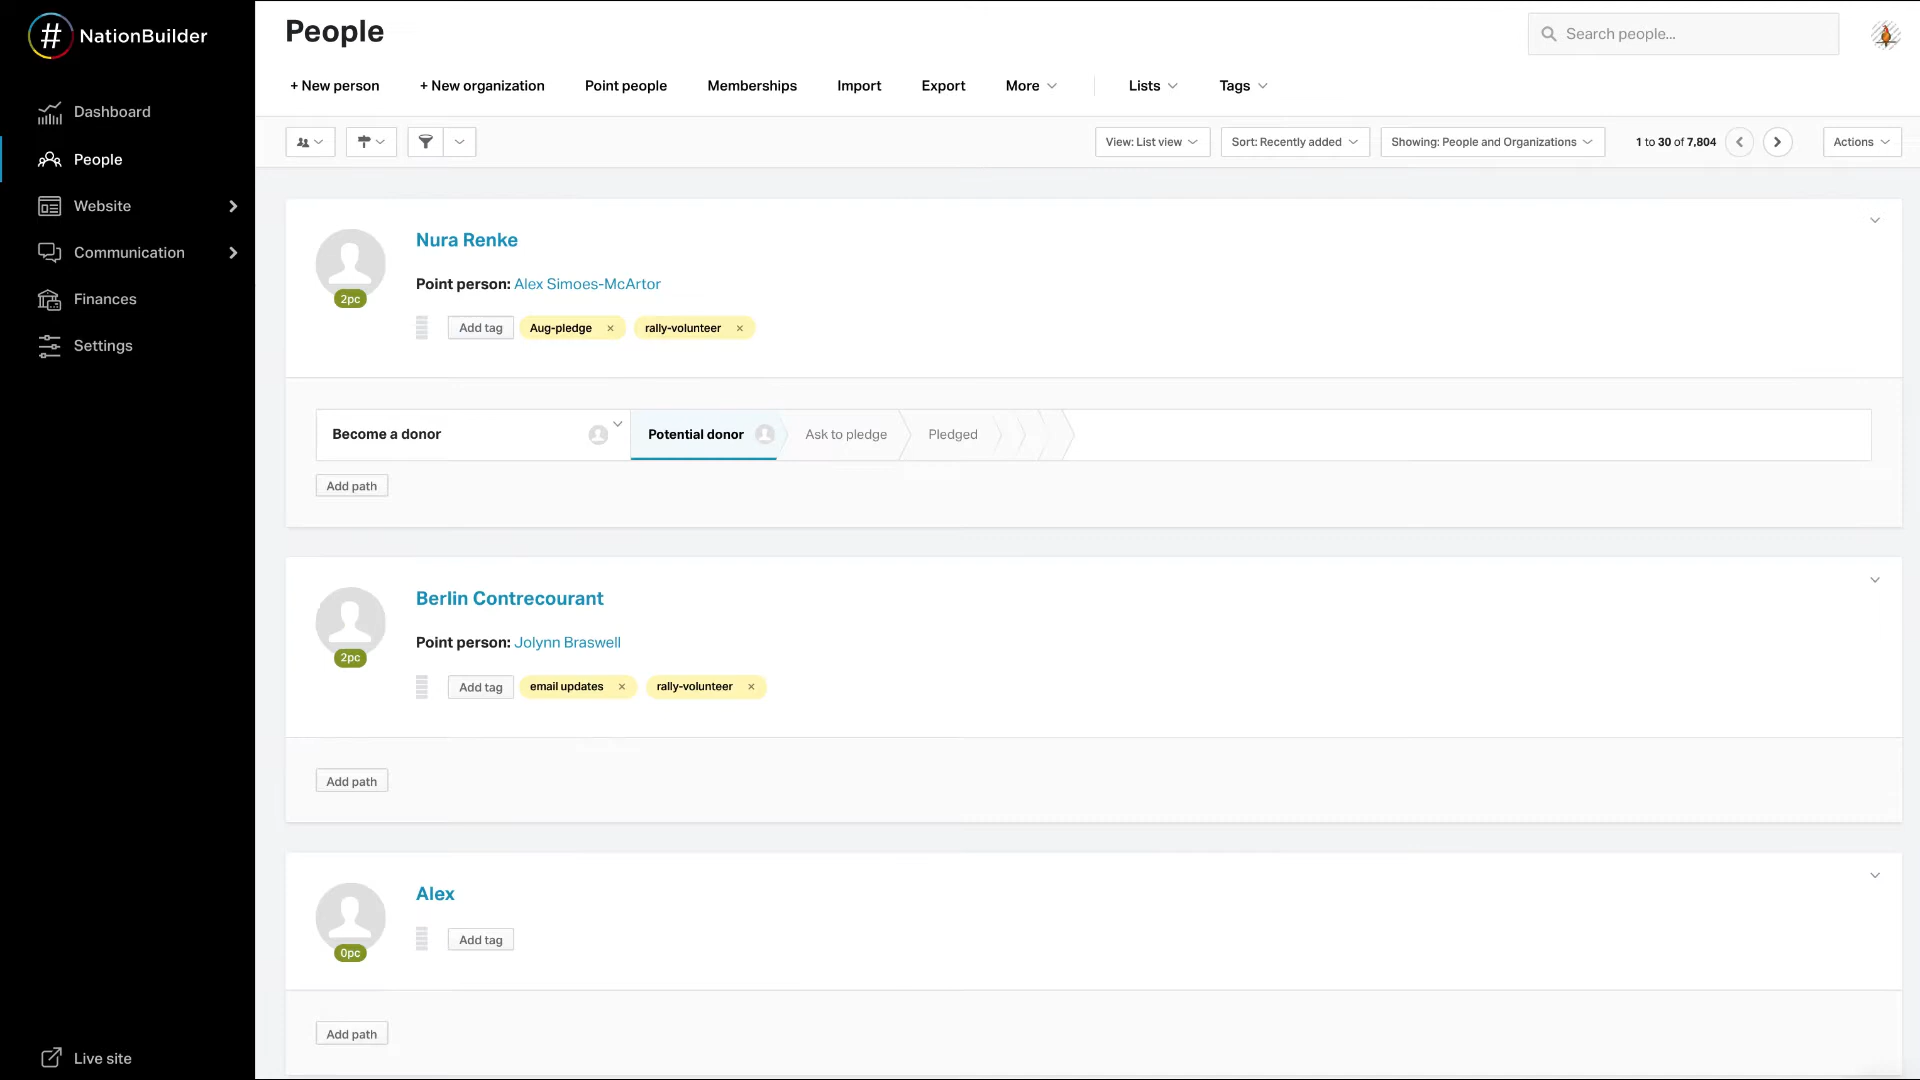 # NationBuilder
People
Search people...
+ New person
+ New organization
Point people
Memberships
Import
Export
More
Lists
Tags
Dashboard
People
Website
Communication
Finances
Settings
Live site
View: List view
Sort: Recently added
Showing: People and Organizations
1 to 30 of 7,804
Actions
Nura Renke
2pc
Point person: Alex Simoes-McArtor
Add tag
Aug-pledge ×
rally-volunteer ×
Become a donor
Potential donor
Ask to pledge
Pledged
Add path
Berlin Contrecourant
2pc
Point person: Jolynn Braswell
Add tag
email updates ×
rally-volunteer ×
Add path
Alex
0pc
Add tag
Add path